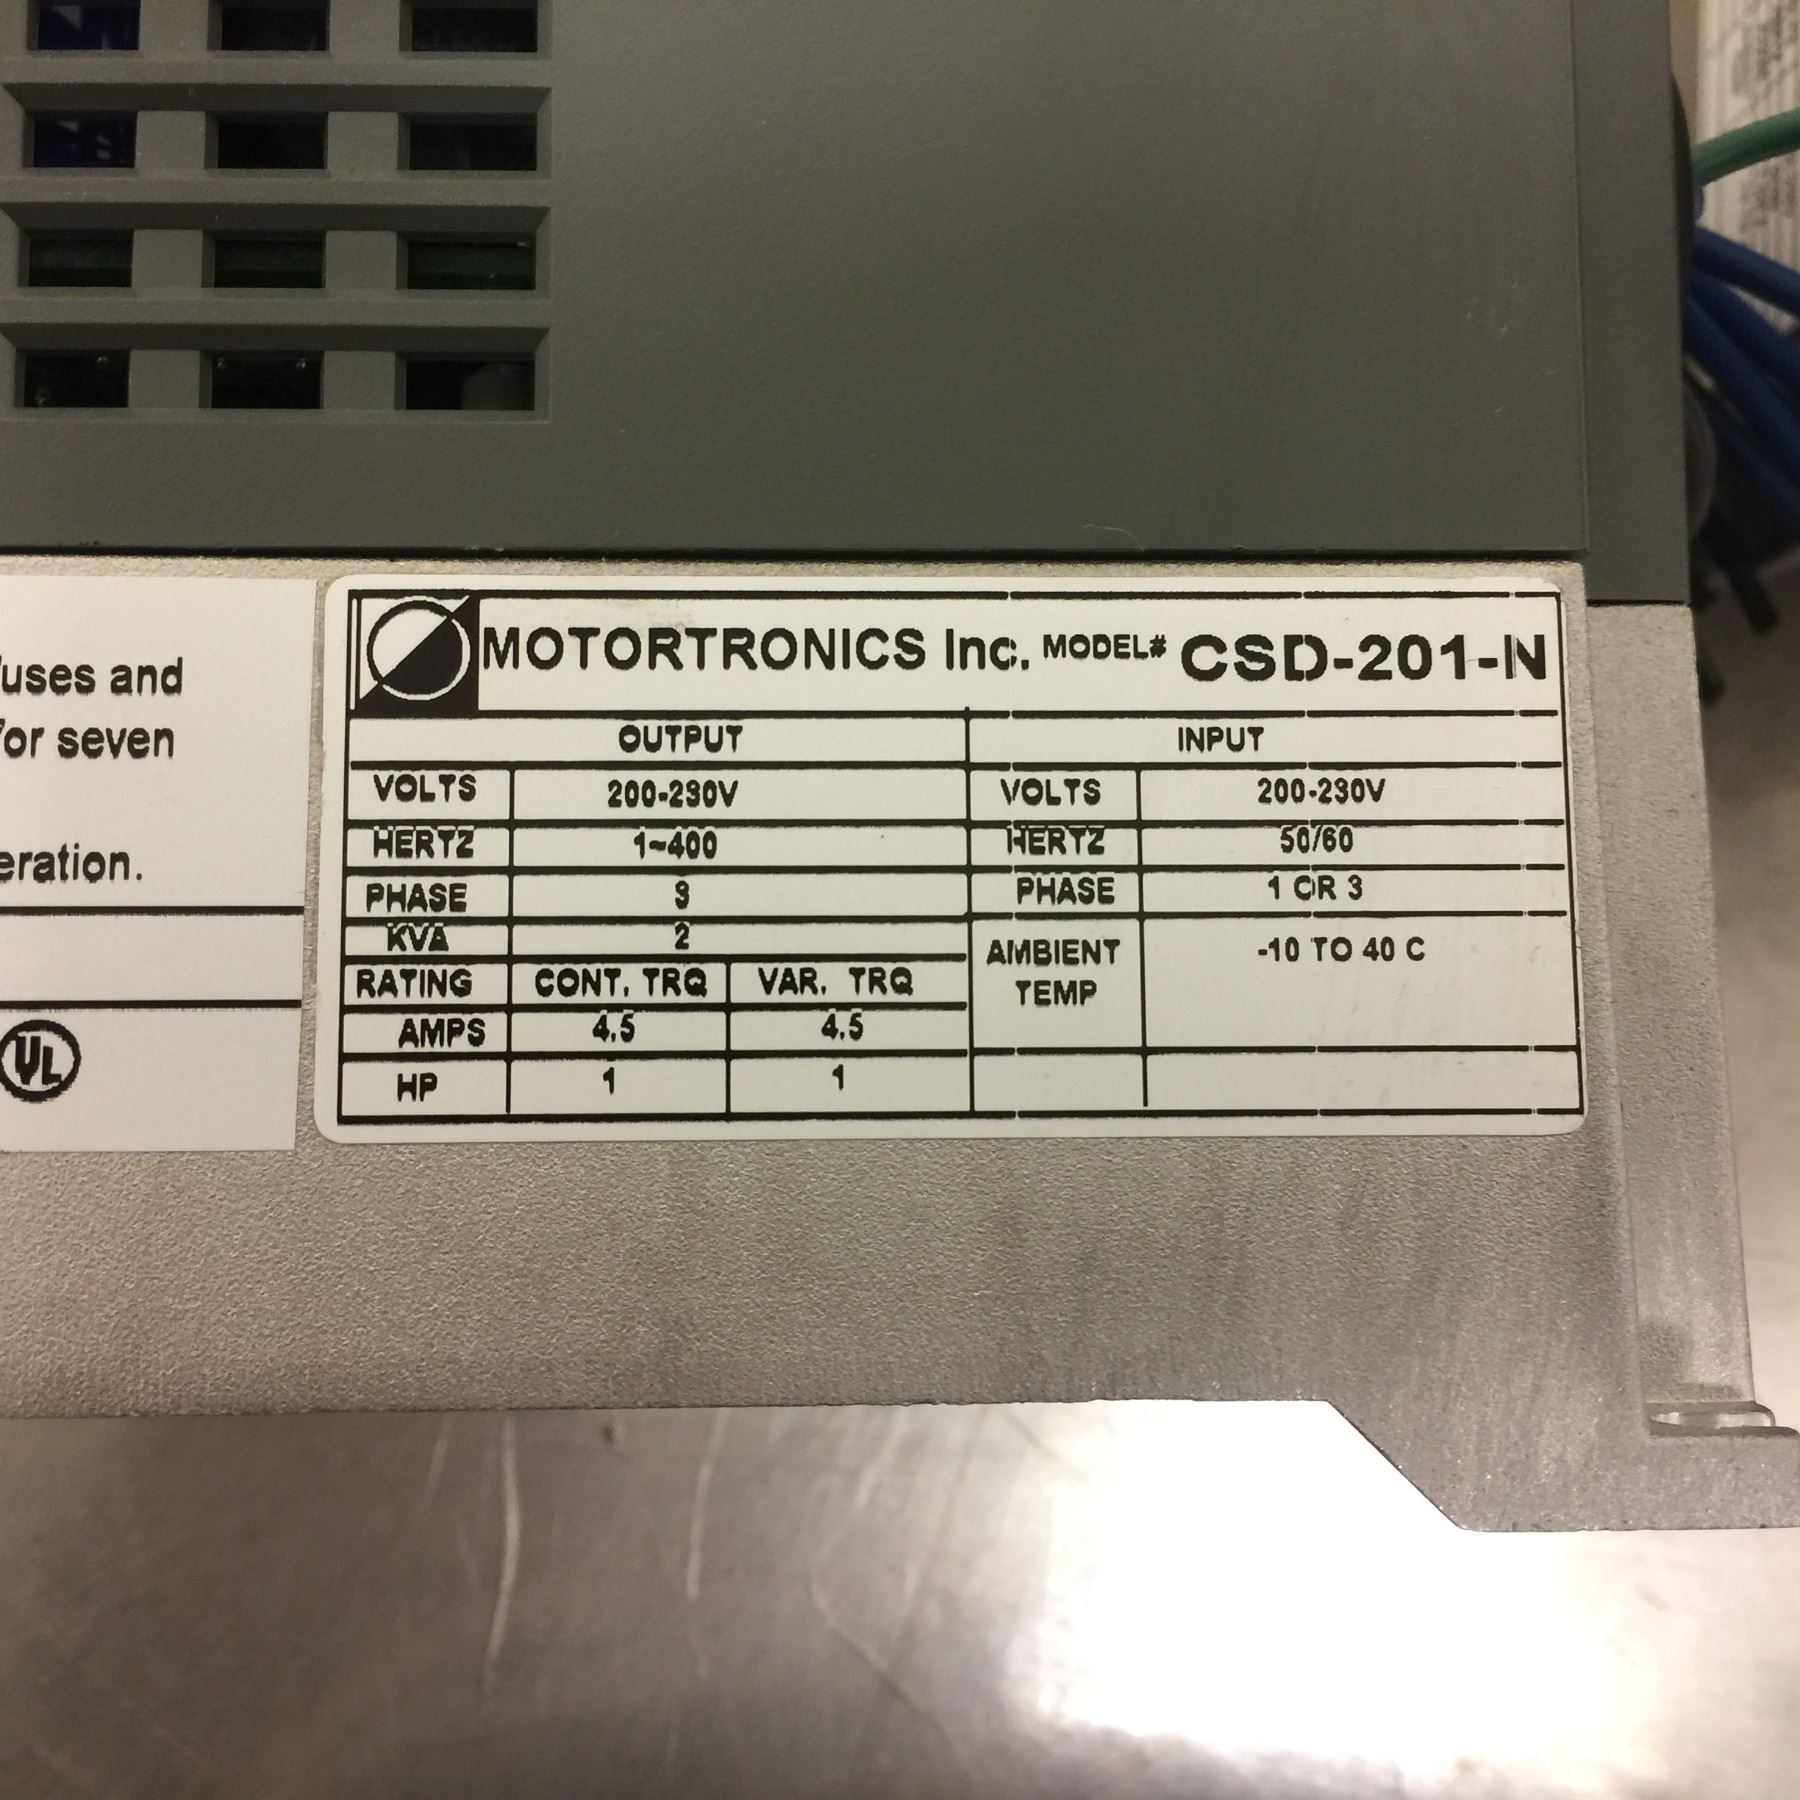 uses and
or seven
eration.
UL
MOTORTRONICS Inc. MODEL# CSD-201-N
OUTPUT INPUT
VOLTS 200-230V VOLTS 200-230V
HERTZ 1~400 HERTZ 50/60
PHASE 3 PHASE 1 OR 3
KVA 2 AMBIENT TEMP -10 TO 40 C
RATING CONT. TRQ VAR. TRQ
AMPS 4.5 4.5
HP 1 1